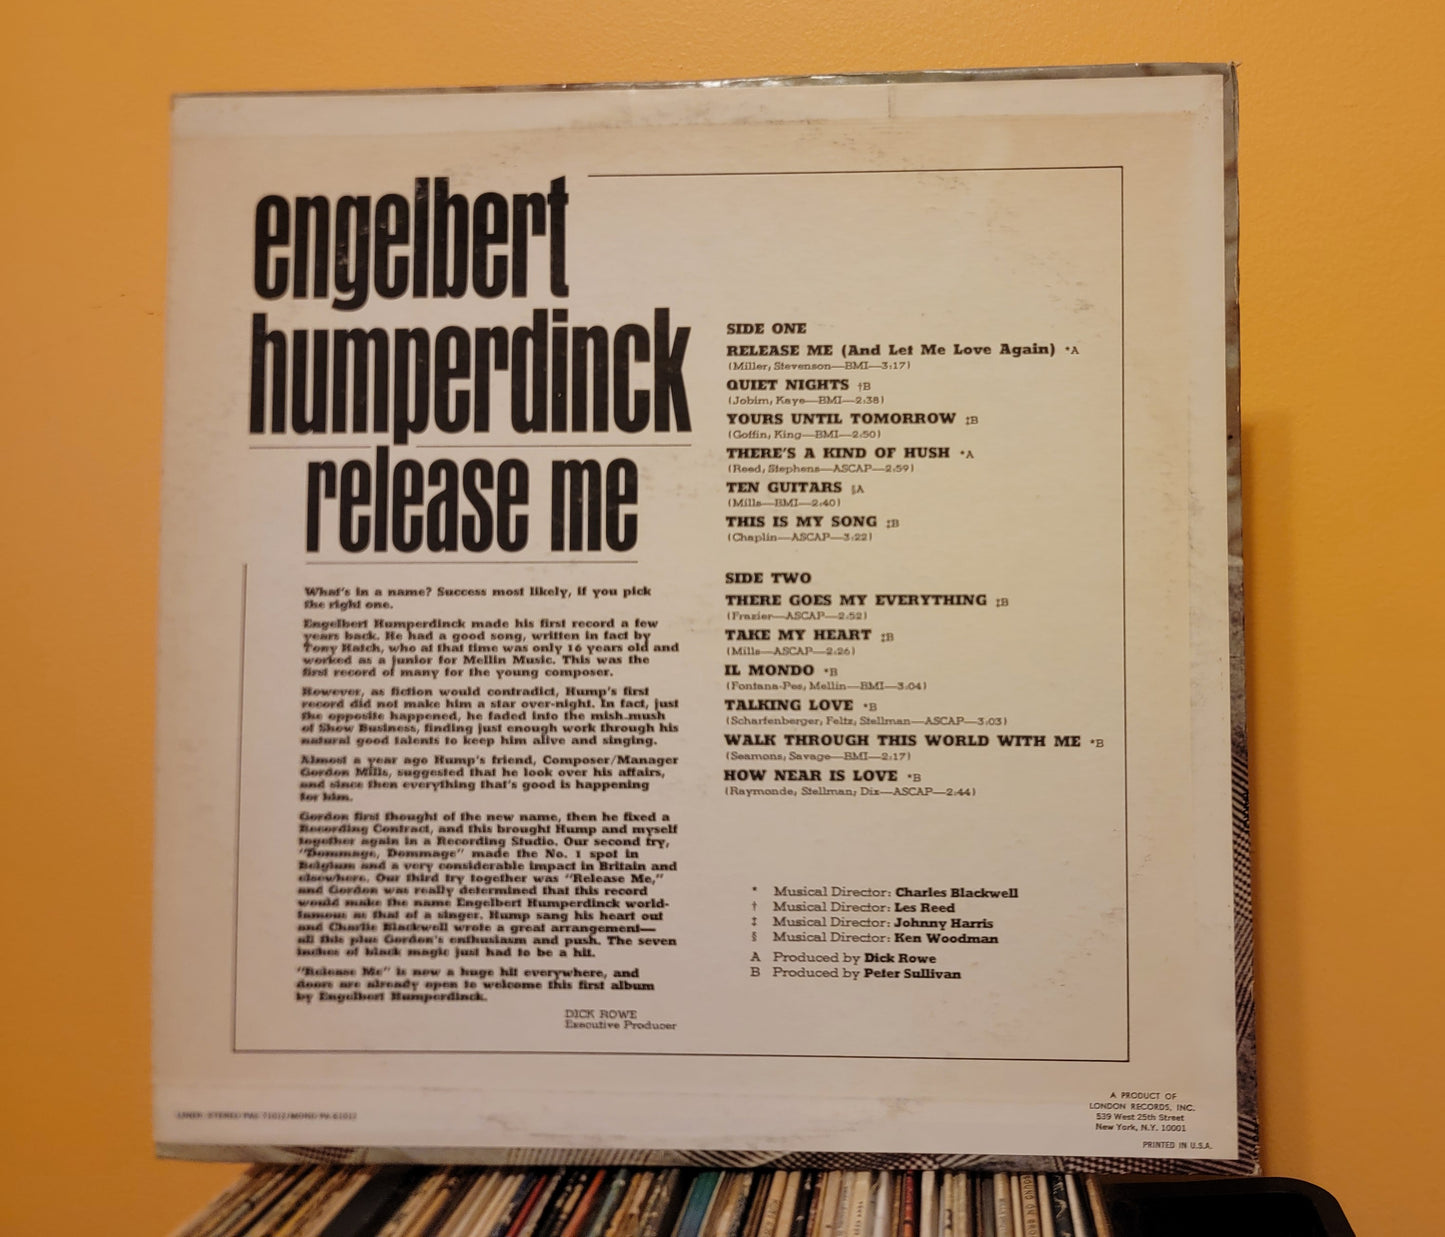 engelbert
humperdinck
release me
What's in a name? Success most likely, if you pick
the right one.
Engelbert Humperdinck made his first record a few
years back. He had a good song, written in fact by
Tony Hatch, who at that time was only 16 years old and
worked as a junior for Mellin Music. This was the
first record of many for the young composer.
However, as fiction would contradict, Hump's first
record did not make him a star over-night. In fact, just
the opposite happened, he faded into the mish-mush
of Show Business, finding just enough work through his
natural good talents to keep him alive and singing.
Almost a year ago Hump's friend, Composer/Manager
Gordon Mills, suggested that he look over his affairs,
and since then everything that's good is happening
for him.
Gordon first thought of the new name, then he fixed a
Recording Contract, and this brought Hump and myself
together again in a Recording Studio. Our second try,
"Dommage, Dommage" made the No. 1 spot in
Belgium and a very considerable impact in Britain and
elsewhere. Our third try together was "Release Me,"
and Gordon was really determined that this record
would make the name Engelbert Humperdinck world-
famous as that of a singer. Hump sang his heart out
and Charlie Blackwell wrote a great arrangement—
all this plus Gordon's enthusiasm and push. The seven
inches of black magic just had to be a hit.
"Release Me" is now a huge hit everywhere, and
doors are already open to welcome this first album
by Engelbert Humperdinck.
DICK ROWE
Executive Producer
SIDE ONE
RELEASE ME (And Let Me Love Again) *A
(Miller, Stevenson—BMI—3:17)
QUIET NIGHTS †B
(Jobim, Kaye—BMI—2:38)
YOURS UNTIL TOMORROW ‡B
(Goffin, King—BMI—2:50)
THERE'S A KIND OF HUSH *A
(Reed, Stephens—ASCAP—2:59)
TEN GUITARS §A
(Mills—BMI—2:40)
THIS IS MY SONG ‡B
(Chaplin—ASCAP—3:22)
SIDE TWO
THERE GOES MY EVERYTHING ‡B
(Frazier—ASCAP—2:52)
TAKE MY HEART ‡B
(Mills—ASCAP—2:26)
IL MONDO *B
(Fontana-Pes, Mellin—BMI—3:04)
TALKING LOVE *B
(Scharfenberger, Feltz, Stellman—ASCAP—3:03)
WALK THROUGH THIS WORLD WITH ME *B
(Seamons, Savage—BMI—2:17)
HOW NEAR IS LOVE *B
(Raymonde, Stellman, Dix—ASCAP—2:44)
* Musical Director: Charles Blackwell
† Musical Director: Les Reed
‡ Musical Director: Johnny Harris
§ Musical Director: Ken Woodman
A Produced by Dick Rowe
B Produced by Peter Sullivan
LINER: STEREO PAS 71012/MONO PA 61012
A PRODUCT OF
LONDON RECORDS, INC.
539 West 25th Street
New York, N.Y. 10001
PRINTED IN U.S.A.